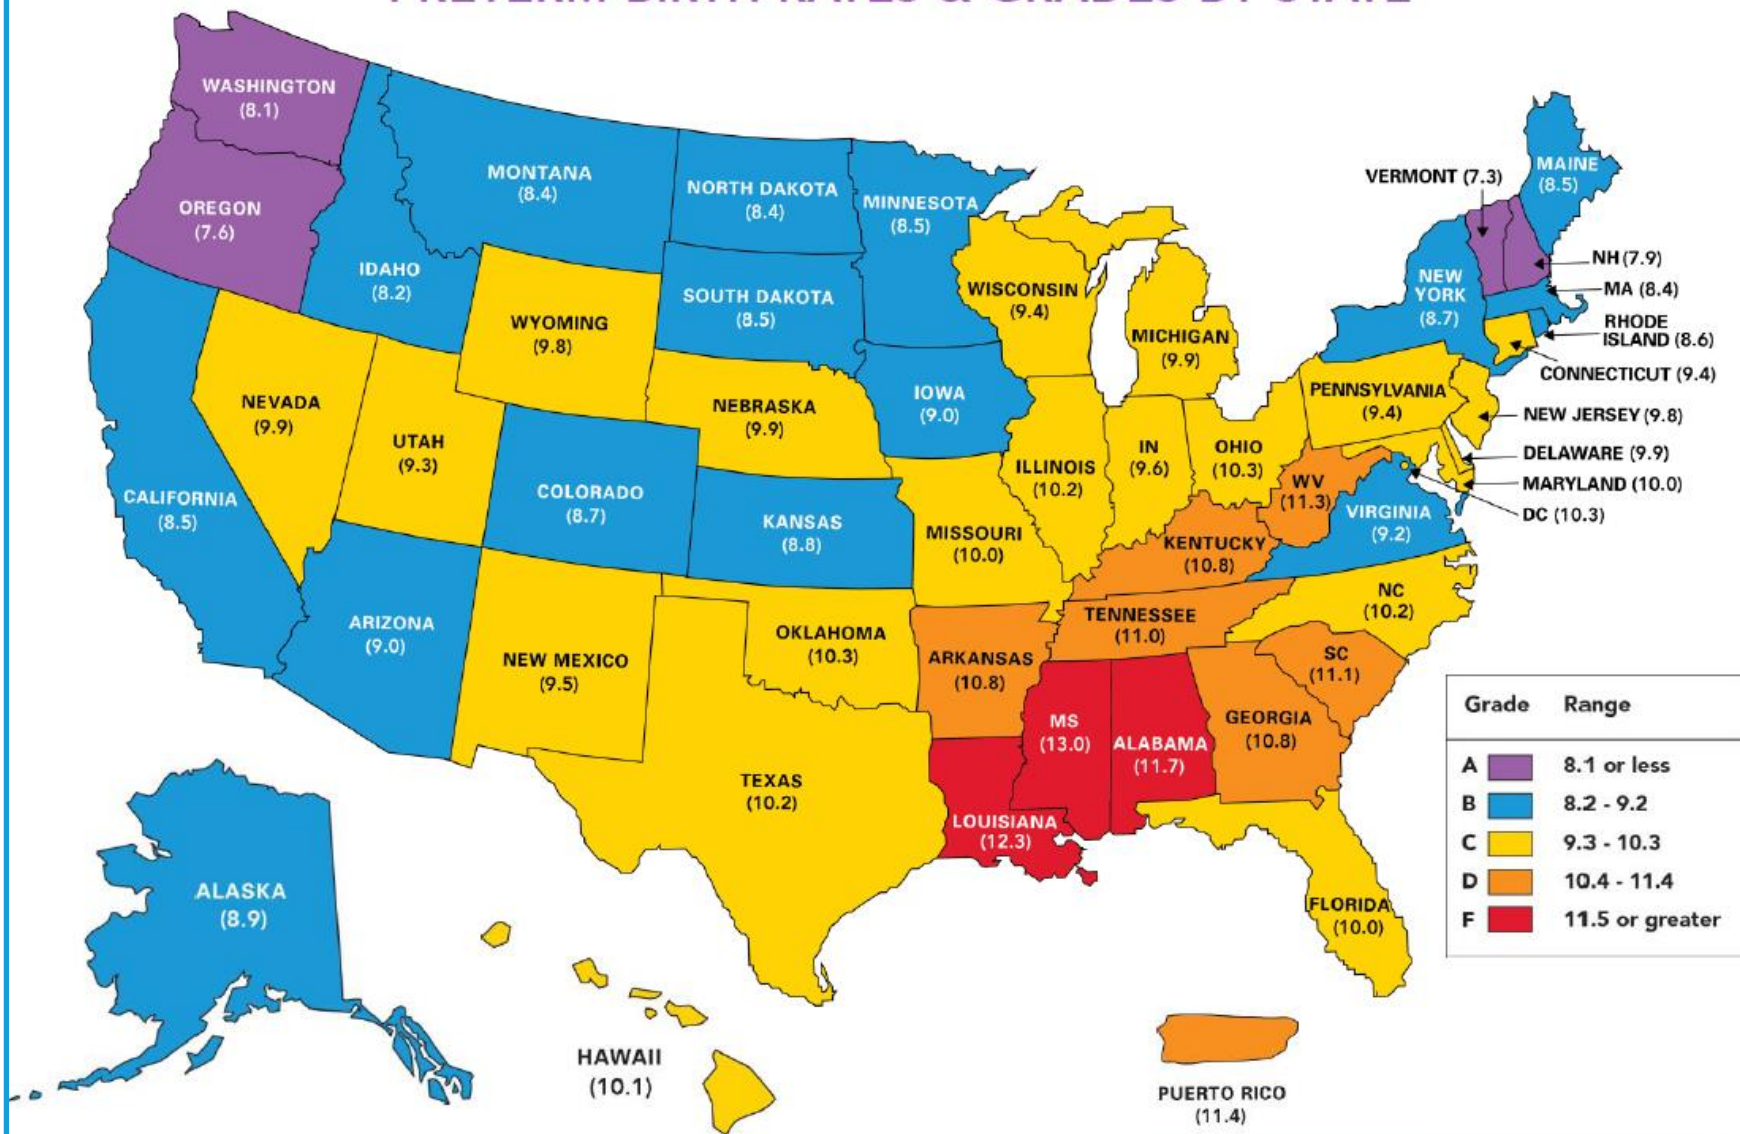 PRETERM BIRTH RATES & GRADES BY STATE
WASHINGTON
(8.1)
OREGON
(7.6)
IDAHO
(8.2)
MONTANA
(8.4)
NORTH DAKOTA
(8.4)
MINNESOTA
(8.5)
SOUTH DAKOTA
(8.5)
WYOMING
(9.8)
WISCONSIN
(9.4)
MICHIGAN
(9.9)
NEW
YORK
(8.7)
VERMONT (7.3)
MAINE
(8.5)
NH (7.9)
MA (8.4)
RHODE
ISLAND (8.6)
CONNECTICUT (9.4)
NEW JERSEY (9.8)
DELAWARE (9.9)
MARYLAND (10.0)
DC (10.3)
NEVADA
(9.9)
UTAH
(9.3)
NEBRASKA
(9.9)
IOWA
(9.0)
PENNSYLVANIA
(9.4)
CALIFORNIA
(8.5)
COLORADO
(8.7)
KANSAS
(8.8)
MISSOURI
(10.0)
ILLINOIS
(10.2)
IN
(9.6)
OHIO
(10.3)
WV
(11.3)
VIRGINIA
(9.2)
KENTUCKY
(10.8)
ARIZONA
(9.0)
NEW MEXICO
(9.5)
OKLAHOMA
(10.3)
ARKANSAS
(10.8)
TENNESSEE
(11.0)
NC
(10.2)
SC
(11.1)
TEXAS
(10.2)
LOUISIANA
(12.3)
MS
(13.0)
ALABAMA
(11.7)
GEORGIA
(10.8)
FLORIDA
(10.0)
ALASKA
(8.9)
HAWAII
(10.1)
PUERTO RICO
(11.4)
Grade Range
A 8.1 or less
B 8.2 - 9.2
C 9.3 - 10.3
D 10.4 - 11.4
F 11.5 or greater